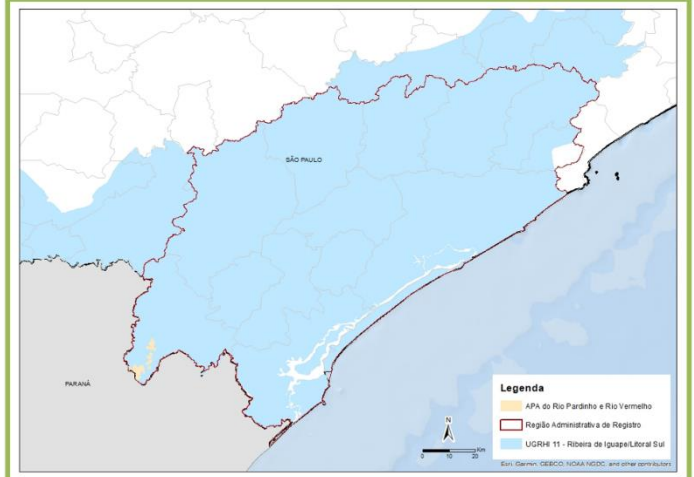 SÃO PAULO
PARANÁ
Legenda
APA do Rio Pardinho e Rio Vermelho
Região Administrativa de Registro
UGRHI 11 - Ribeira de Iguape/Litoral Sul
N
Km
0 10 20
Esri, Garmin, GEBCO, NOAA NGDC, and other contributors